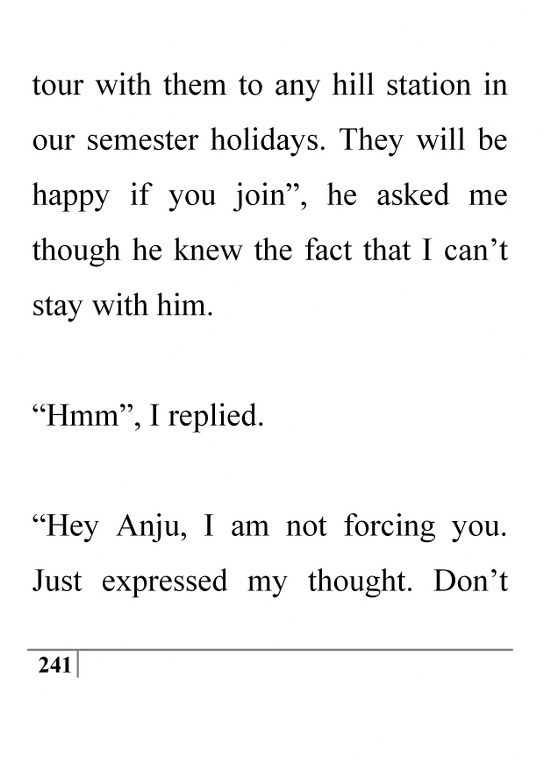 tour with them to any hill station in
our semester holidays. They will be
happy if you join”, he asked me
though he knew the fact that I can’t
stay with him.
“Hmm”, I replied.
“Hey Anju, I am not forcing you.
Just expressed my thought. Don’t
241